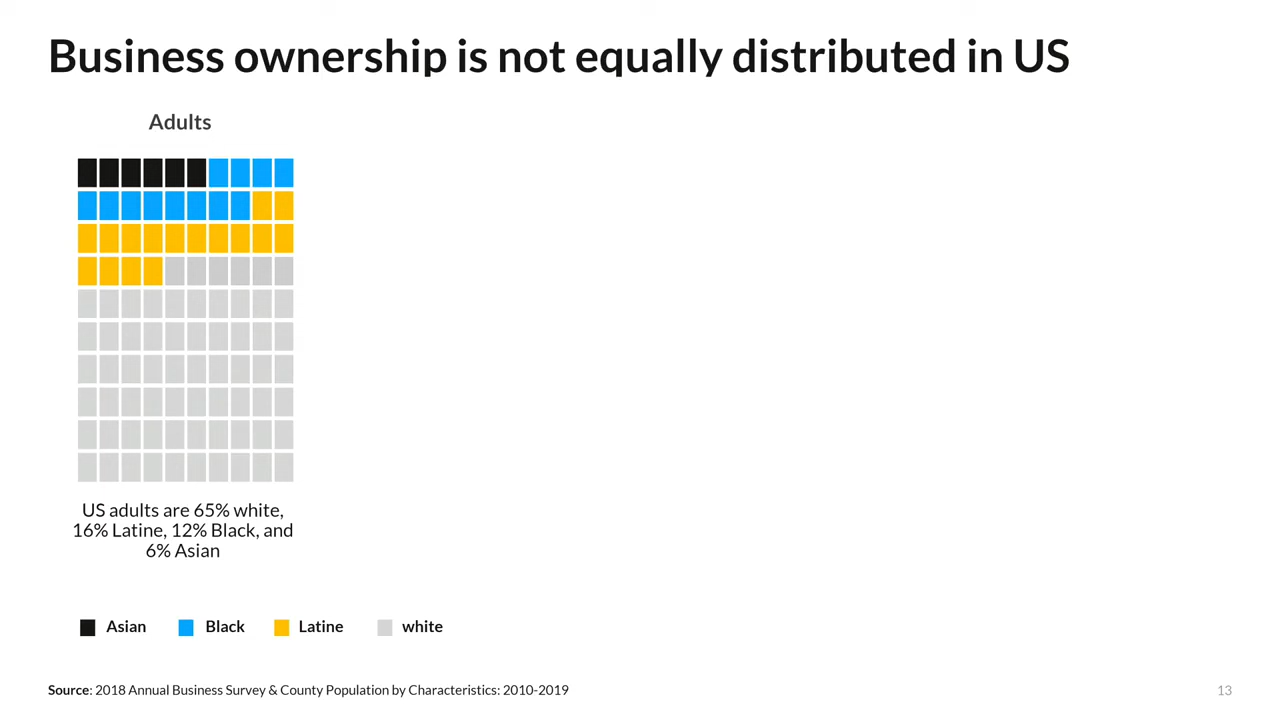 Business ownership is not equally distributed in US
Adults
US adults are 65% white,
16% Latine, 12% Black, and
6% Asian
Asian
Black
Latine
white
Source: 2018 Annual Business Survey & County Population by Characteristics: 2010-2019
13